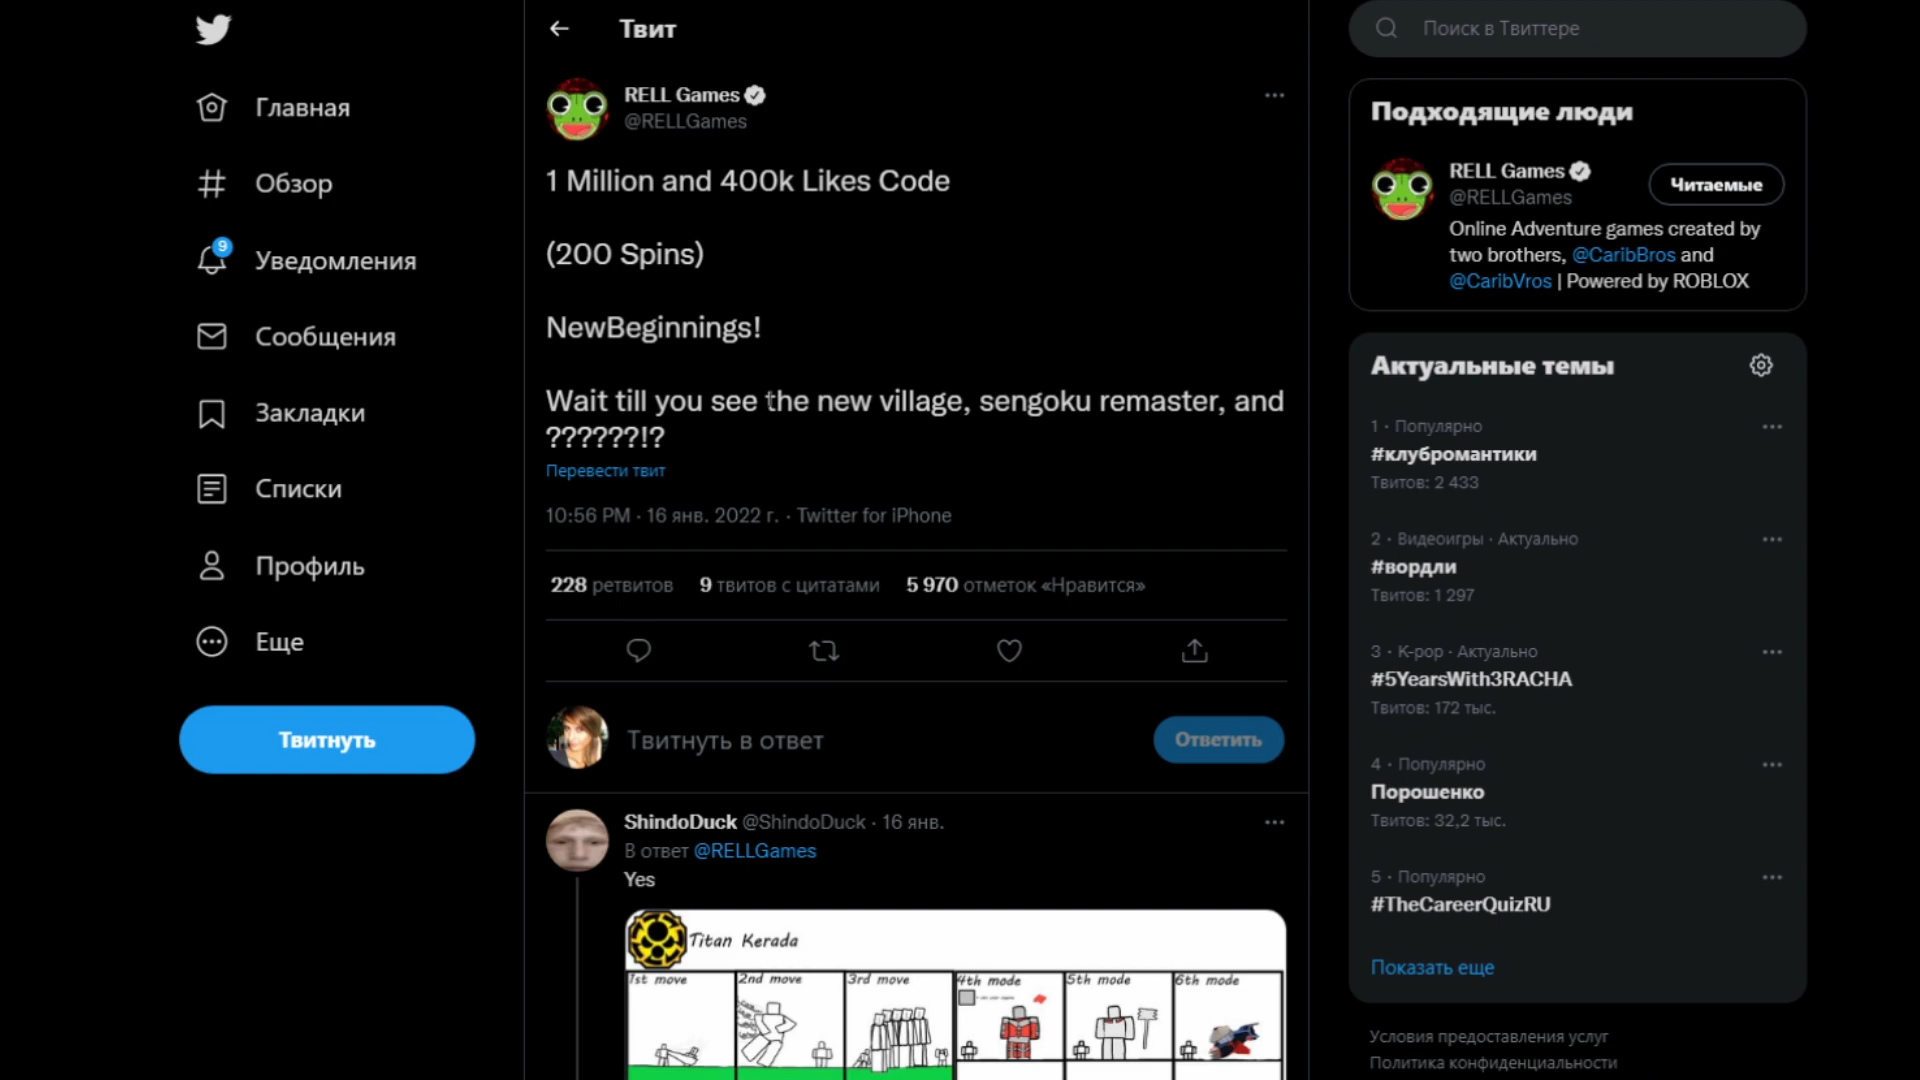 Твит
Главная
Обзор
9
Уведомления
Сообщения
Закладки
Списки
Профиль
Еще
Твитнуть
RELL Games
@RELLGames
1 Million and 400k Likes Code
(200 Spins)
NewBeginnings!
Wait till you see the new village, sengoku remaster, and
??????!?
Перевести твит
10:56 PM · 16 янв. 2022 г. · Twitter for iPhone
228 ретвитов 9 твитов с цитатами 5 970 отметок «Нравится»
Твитнуть в ответ
Ответить
ShindoDuck @ShindoDuck · 16 янв.
В ответ @RELLGames
Yes
Titan Kerada
1st move
2nd move
3rd move
4th mode
5th mode
6th mode
Поиск в Твиттере
Подходящие люди
RELL Games
@RELLGames
Читаемые
Online Adventure games created by
two brothers, @CaribBros and
@CaribVros | Powered by ROBLOX
Актуальные темы
1 · Популярно
#клубромантики
Твитов: 2 433
2 · Видеоигры · Актуально
#вордли
Твитов: 1 297
3 · K-pop · Актуально
#5YearsWith3RACHA
Твитов: 172 тыс.
4 · Популярно
Порошенко
Твитов: 32,2 тыс.
5 · Популярно
#TheCareerQuizRU
Показать еще
Условия предоставления услуг
Политика конфиденциальности